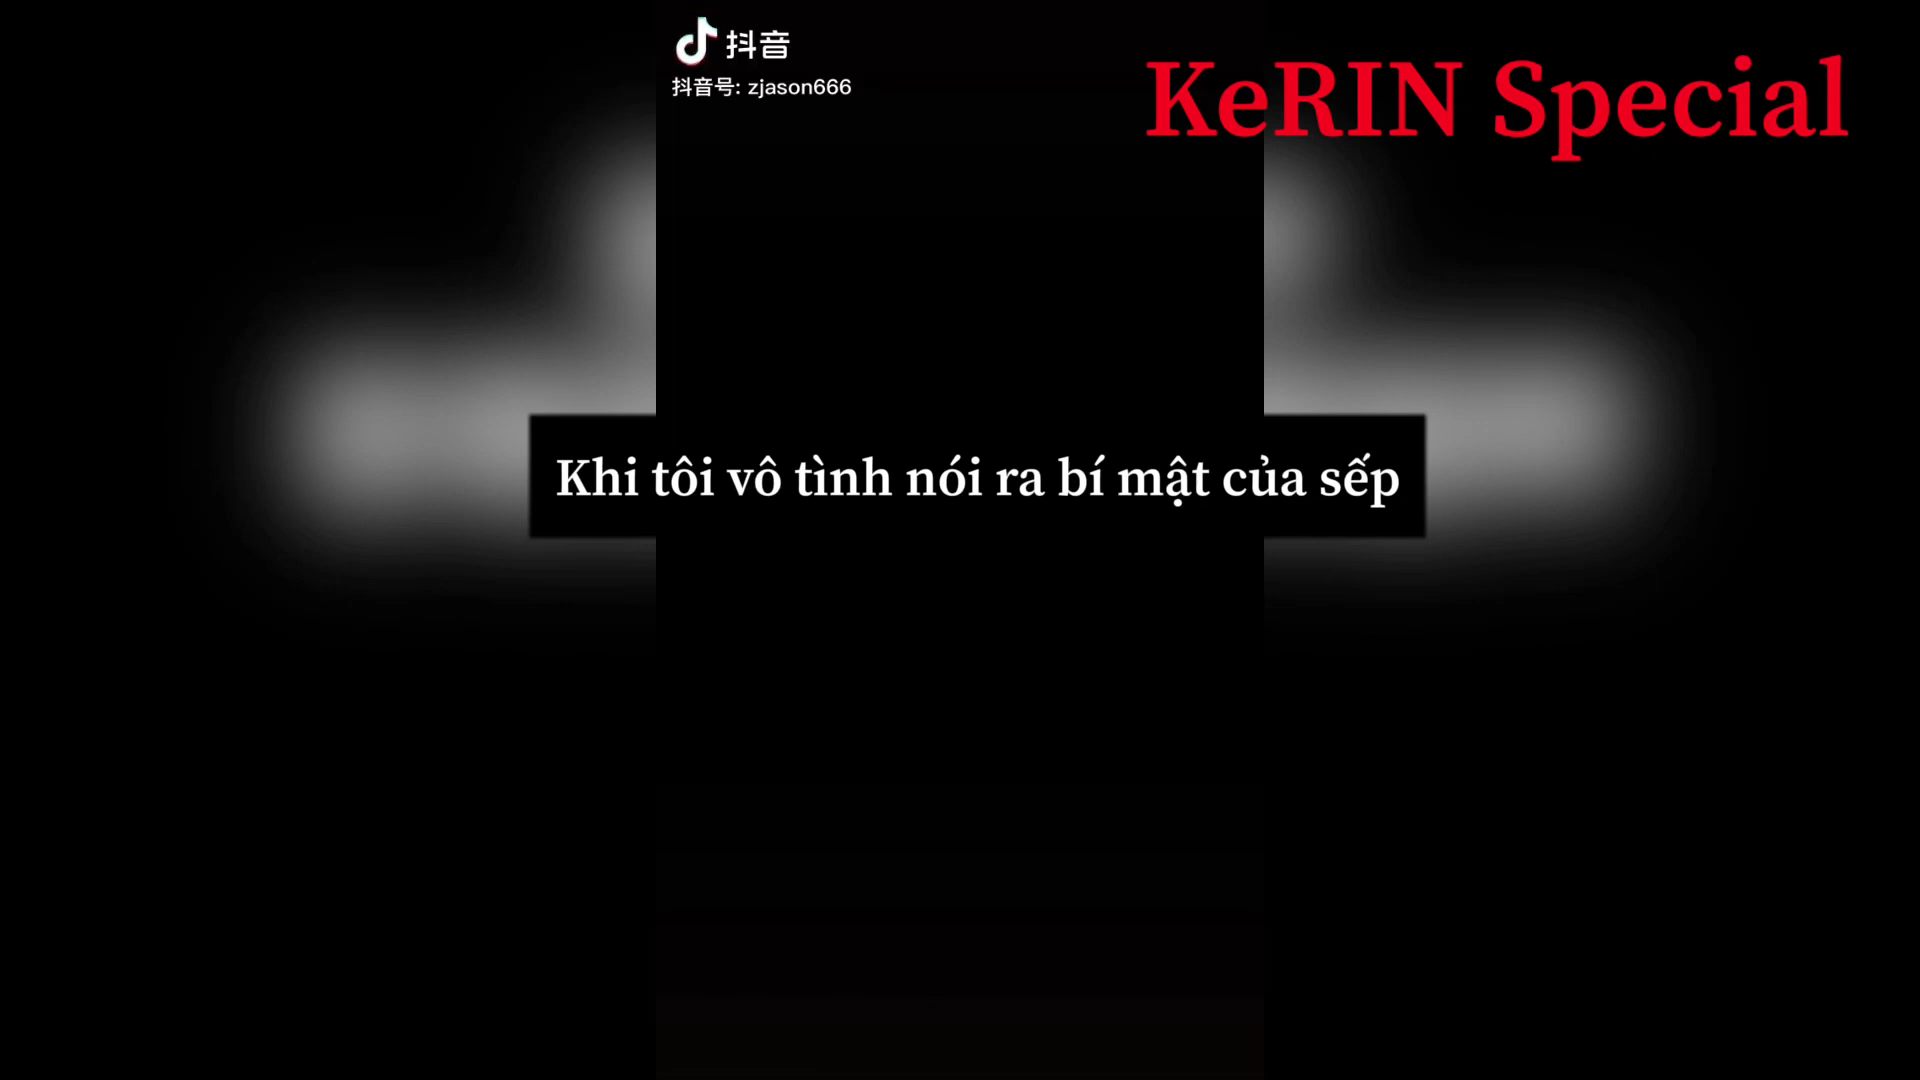 抖音
抖音号: zjason666
KeRIN Special
Khi tôi vô tình nói ra bí mật của sếp